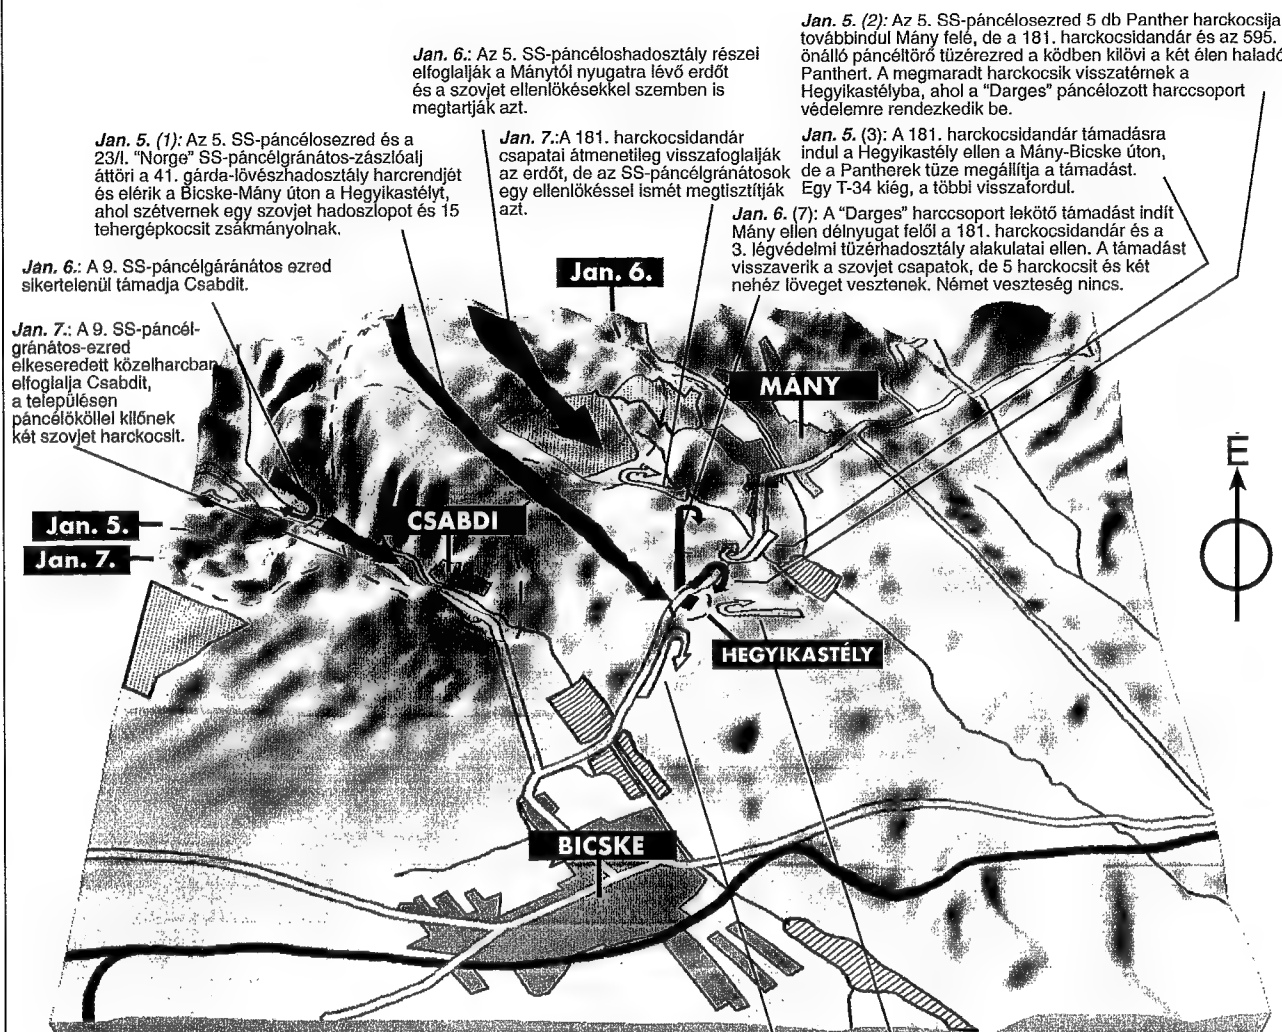 Jan. 5. (2): Az 5. SS-páncélosezred 5 db Panther harckocsija
továbbindul Mány felé, de a 181. harckocsidandár és az 595.
önálló páncéltörő tüzérezred a ködben kilövi a két élen haladó
Panthert. A megmaradt harckocsik visszatérnek a
Hegyikastélyba, ahol a "Darges" páncélozott harccsoport
védelemre rendezkedik be.
Jan. 6.: Az 5. SS-páncéloshadosztály részei
elfoglalják a Mánytól nyugatra lévő erdőt
és a szovjet ellenlökésekkel szemben is
megtartják azt.
Jan. 5. (1): Az 5. SS-páncélosezred és a
23/I. "Norge" SS-páncélgránátos-zászlóalj
áttöri a 41. gárda-lövészhadosztály harcrendjét
és elérik a Bicske-Mány úton a Hegyikastélyt,
ahol szétvernek egy szovjet hadoszlopot és 15
tehergépkocsit zsákmányolnak.
Jan. 7.:A 181. harckocsidandár
csapatai átmenetileg visszafoglalják
az erdőt, de az SS-páncélgránátosok
egy ellenlökéssel ismét megtisztítják
azt.
Jan. 5. (3): A 181. harckocsidandár támadásra
indul a Hegyikastély ellen a Mány-Bicske úton,
de a Pantherek tüze megállítja a támadást.
Egy T-34 kiég, a többi visszafordul.
Jan. 6. (7): A "Darges" harccsoport lekötő támadást indít
Mány ellen délnyugat felől a 181. harckocsidandár és a
3. légvédelmi tüzérhadosztály alakulatai ellen. A támadást
visszaverik a szovjet csapatok, de 5 harckocsit és két
nehéz löveget vesztenek. Német veszteség nincs.
Jan. 6.: A 9. SS-páncélgáránátos ezred
sikertelenül támadja Csabdit.
Jan. 7.: A 9. SS-páncél-
gránátos-ezred
elkeseredett közelharcban
elfoglalja Csabdit,
a településen
páncélököllel kilőnek
két szovjet harckocsit.
Jan. 6.
MÁNY
É
CSABDI
Jan. 5.
Jan. 7.
HEGYIKASTÉLY
BICSKE